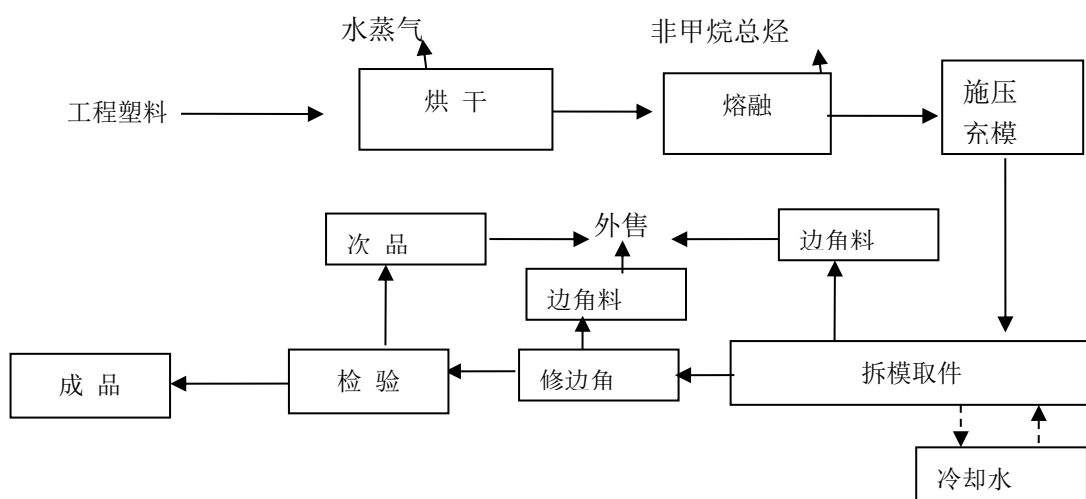 水蒸气
非甲烷总烃
工程塑料
烘 干
熔融
施压
充模
次 品
外售
边角料
边角料
成 品
检 验
修边角
拆模取件
冷却水